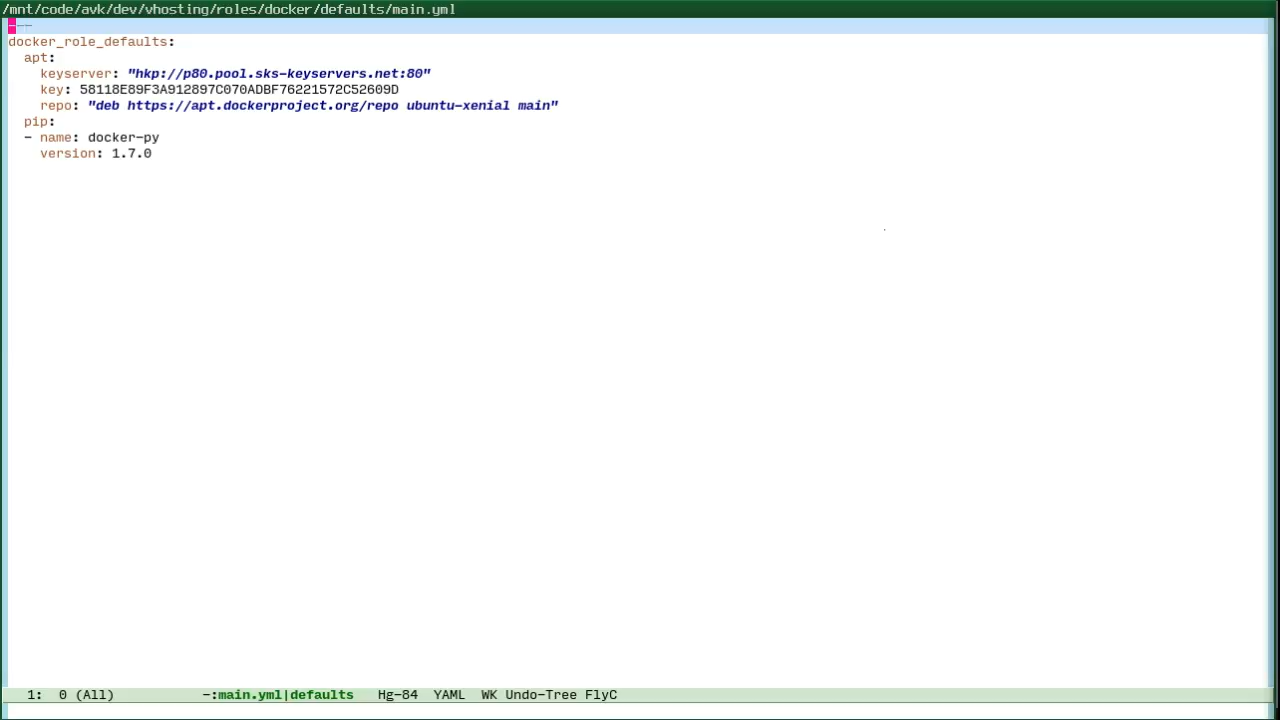 /mnt/code/avk/dev/vhosting/roles/docker/defaults/main.yml
---
docker_role_defaults:
  apt:
    keyserver: "hkp://p80.pool.sks-keyservers.net:80"
    key: 58118E89F3A912897C070ADBF76221572C52609D
    repo: "deb https://apt.dockerproject.org/repo ubuntu-xenial main"
  pip:
  - name: docker-py
    version: 1.7.0
1:  0 (All)    -:main.yml|defaults   Hg-84  YAML  WK Undo-Tree FlyC